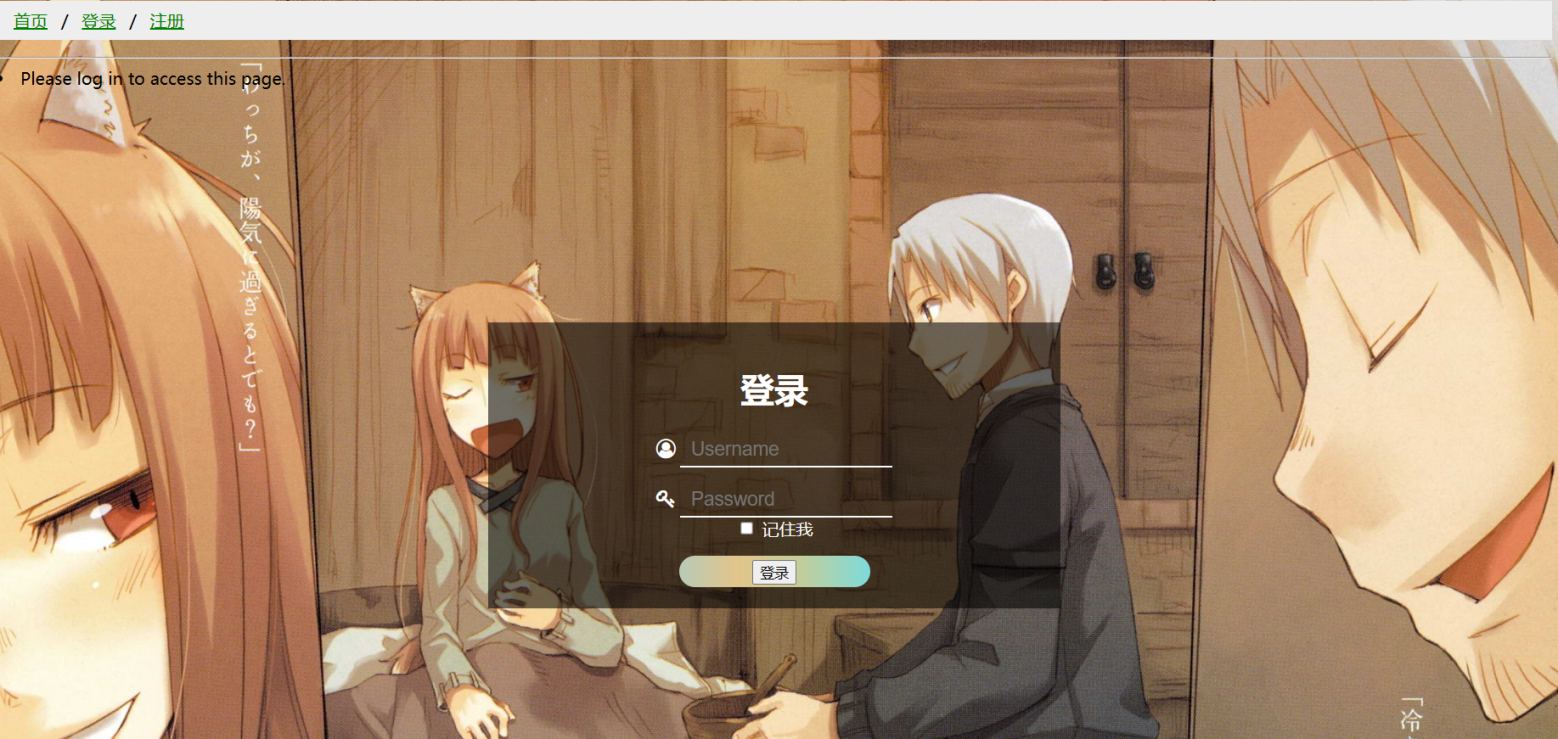 首页 / 登录 / 注册
Please log in to access this page.
「わっちが、陽気に過ぎるとでも？」
登录
Username
Password
记住我
登录
「冷